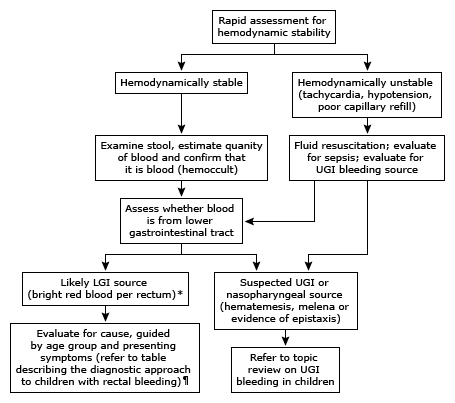 Rapid assessment for
hemodynamic stability
Hemodynamically stable
Hemodynamically unstable
(tachycardia, hypotension,
poor capillary refill)
Examine stool, estimate quanity
of blood and confirm that
it is blood (hemoccult)
Fluid resuscitation; evaluate
for sepsis; evaluate for
UGI bleeding source
Assess whether blood
is from lower
gastrointestinal tract
Likely LGI source
(bright red blood per rectum)*
Suspected UGI or
nasopharyngeal source
(hematemesis, melena or
evidence of epistaxis)
Evaluate for cause, guided
by age group and presenting
symptoms (refer to table
describing the diagnostic approach
to children with rectal bleeding)¶
Refer to topic
review on UGI
bleeding in children